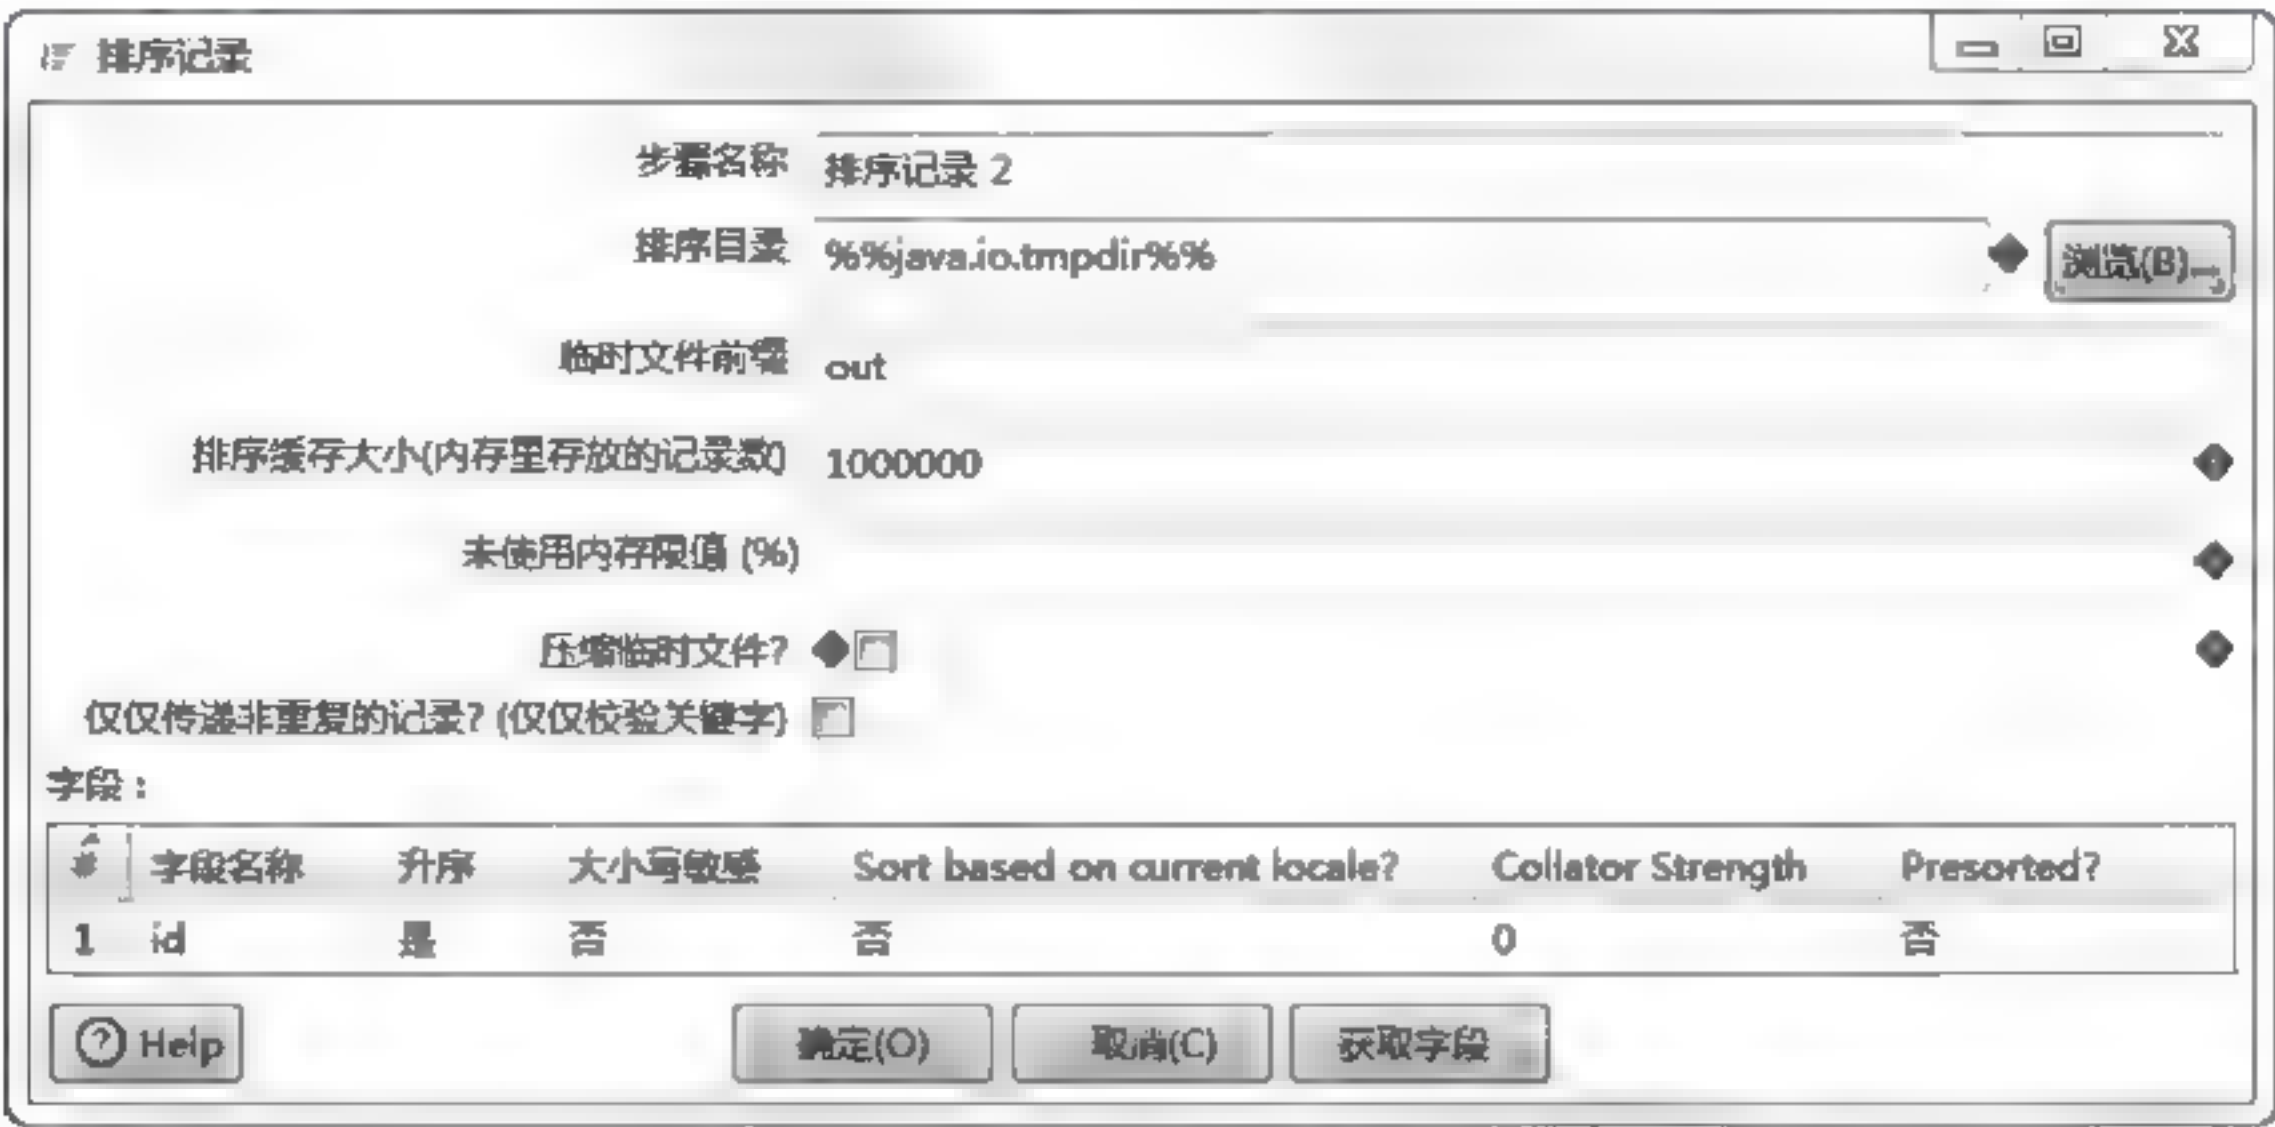 排序记录
步骤名称 排序记录 2
排序目录 %%java.io.tmpdir%% 浏览(B)...
临时文件前缀 out
排序缓存大小(内存里存放的记录数) 1000000
未使用内存限值 (%)
压缩临时文件?
仅仅传递非重复的记录? (仅仅校验关键字)
字段：
# 字段名称 升序 大小写敏感 Sort based on current locale? Collator Strength Presorted?
1 id 是 否 否 0 否
Help 确定(O) 取消(C) 获取字段